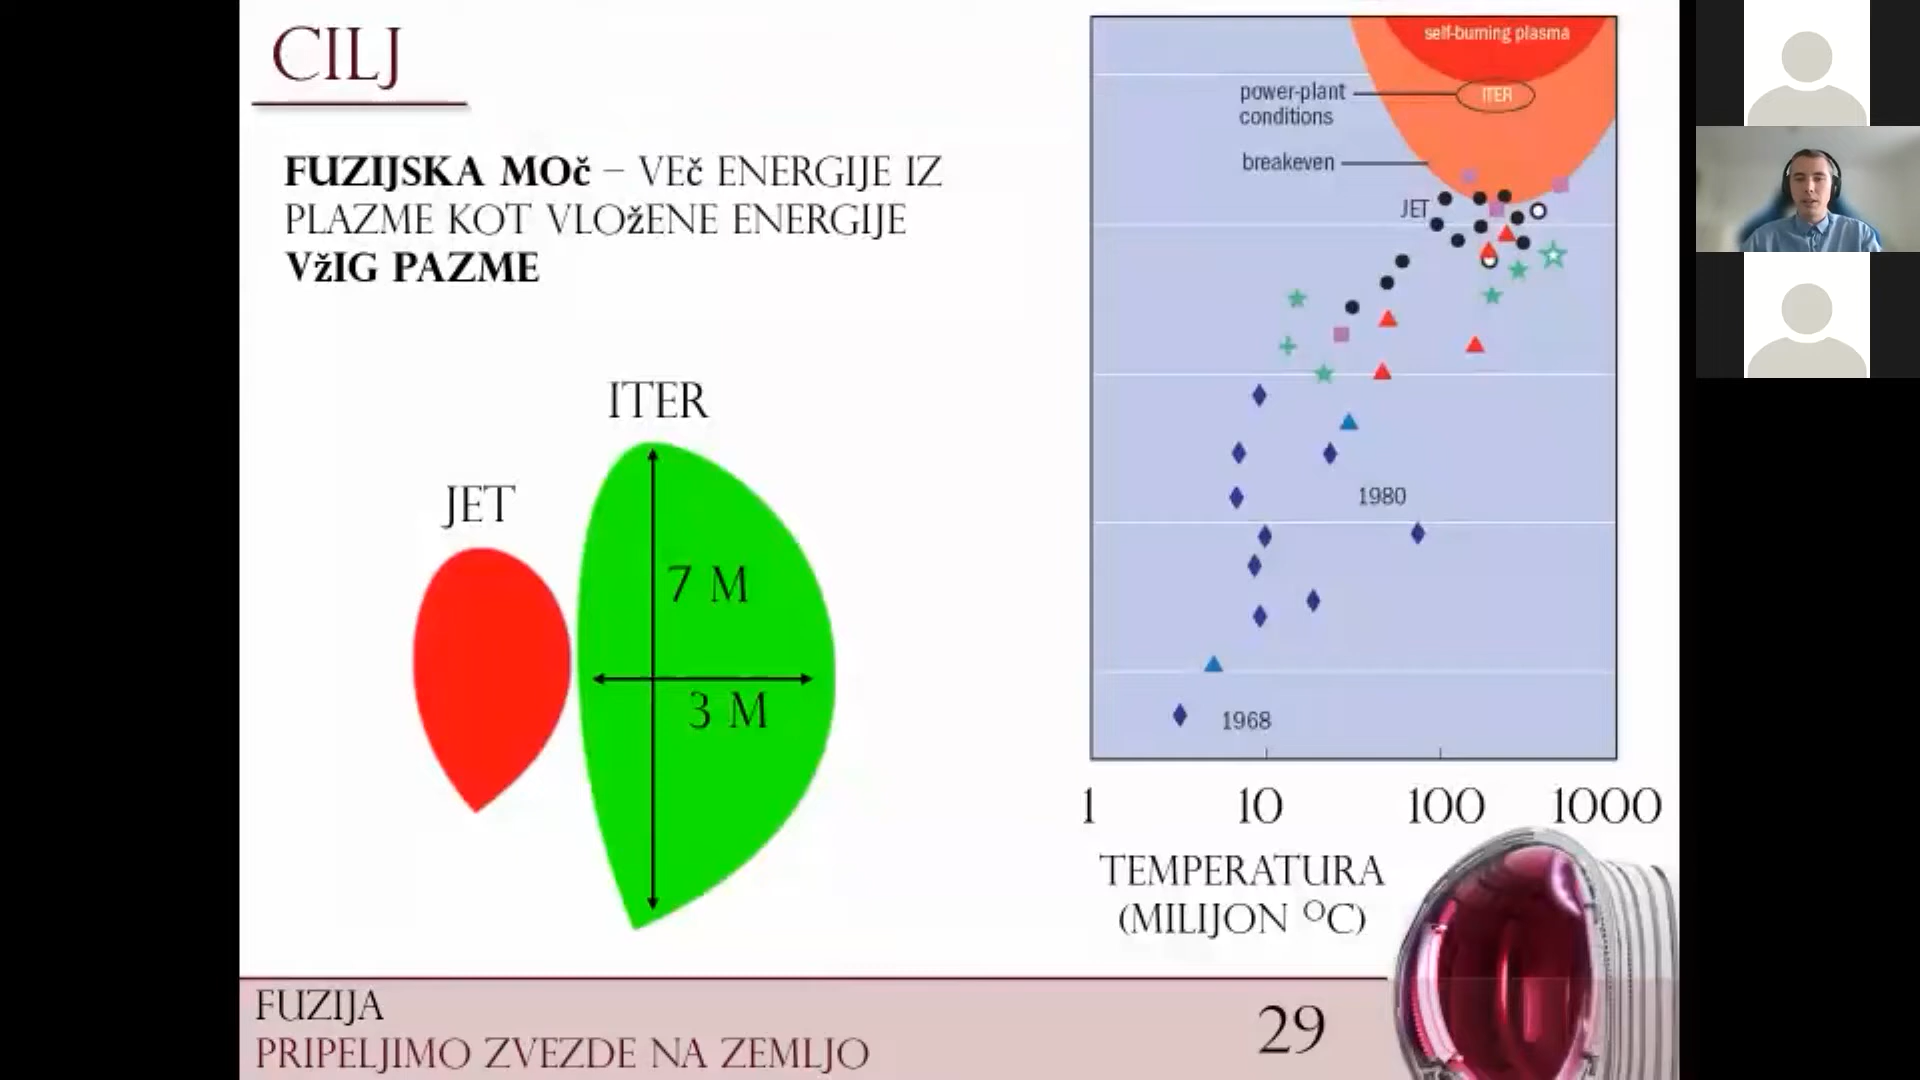 CILJ
FUZIJSKA MOč – VEč ENERGIJE IZ
PLAZME KOT VLOžENE ENERGIJE
VžIG PAZME
ITER
JET
7 M
3 M
self-burning plasma
power-plant
conditions
ITER
breakeven
JET
1980
1968
1 10 100 1000
TEMPERATURA
(MILIJON °C)
FUZIJA
PRIPELJIMO ZVEZDE NA ZEMLJO
29